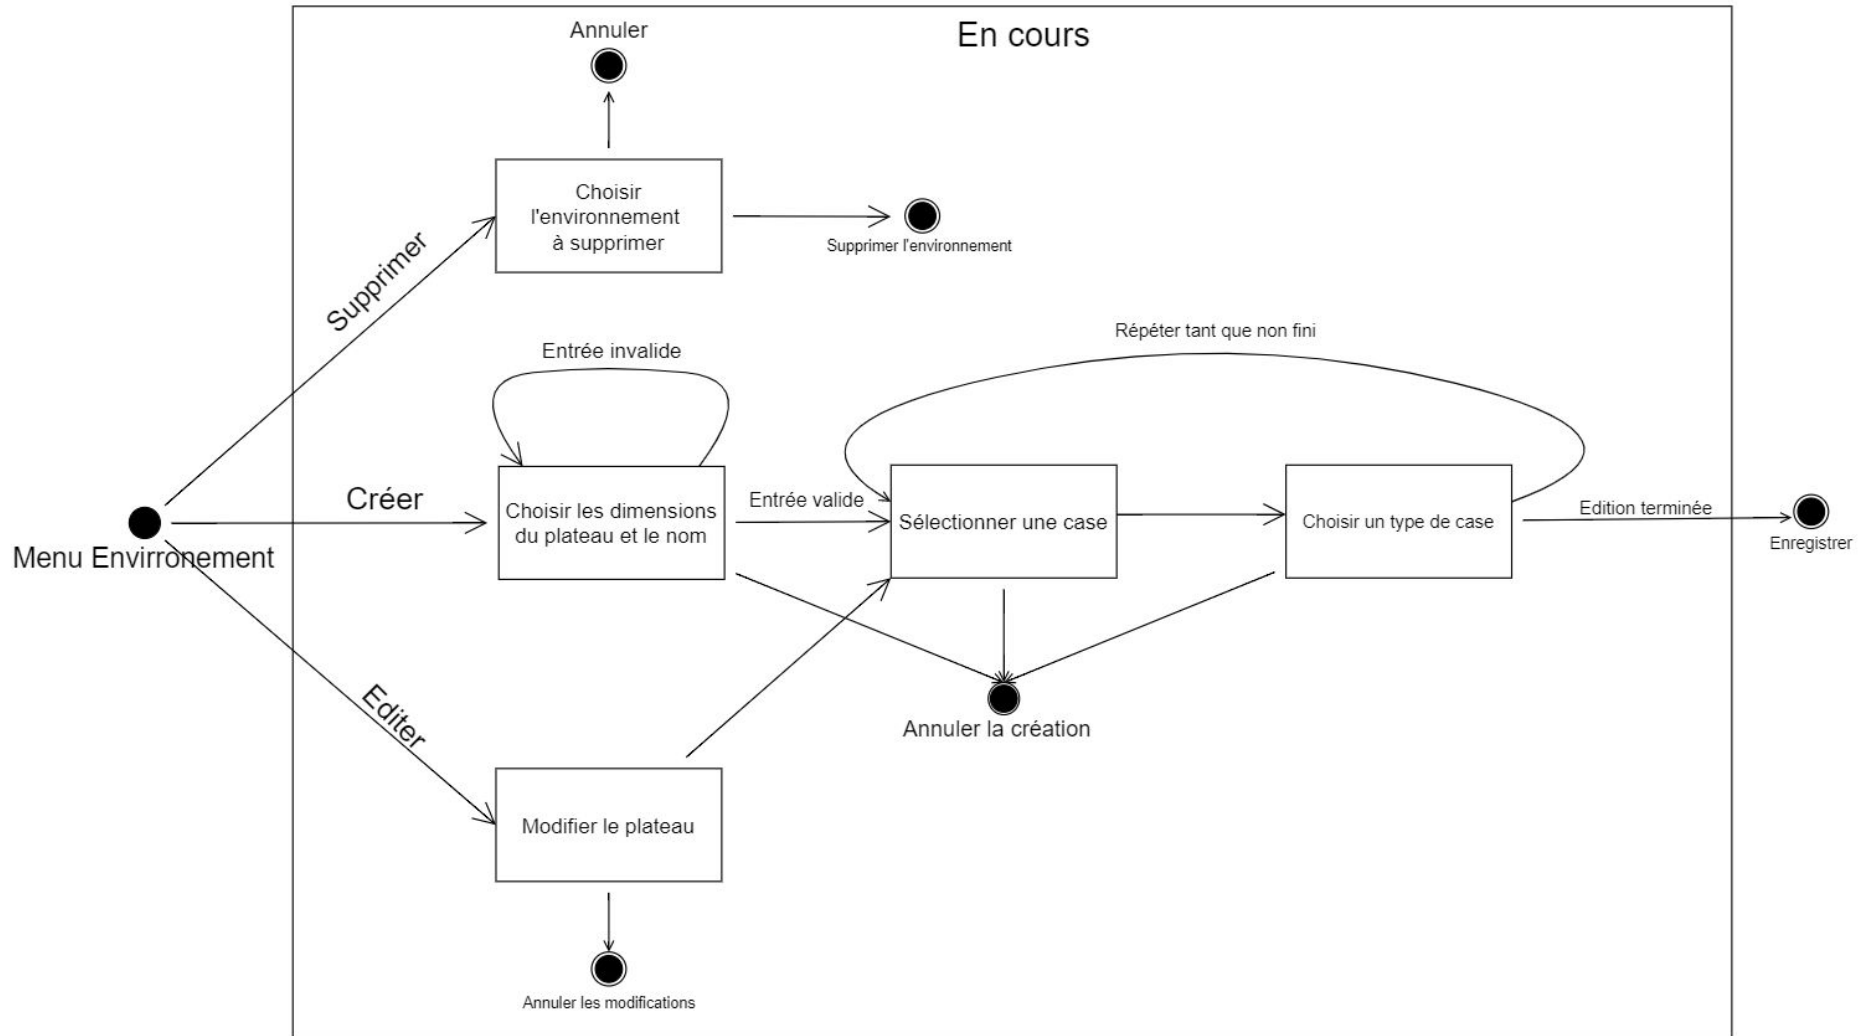 En cours
Annuler
Choisir
l'environnement
à supprimer
Supprimer l'environnement
Supprimer
Répéter tant que non fini
Entrée invalide
Créer
Choisir les dimensions
du plateau et le nom
Entrée valide
Sélectionner une case
Choisir un type de case
Edition terminée
Enregistrer
Menu Envirronement
Editer
Annuler la création
Modifier le plateau
Annuler les modifications